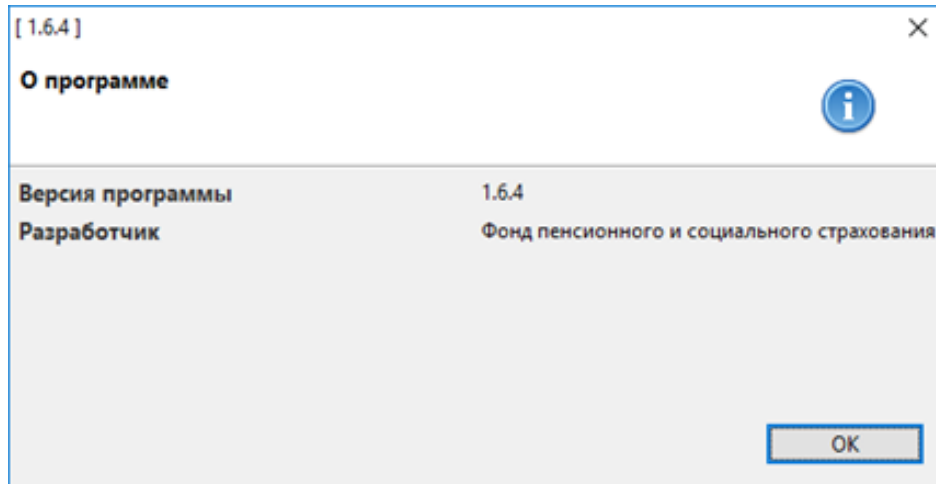 [ 1.6.4 ]
О программе
Версия программы 1.6.4
Разработчик Фонд пенсионного и социального страхования
OK